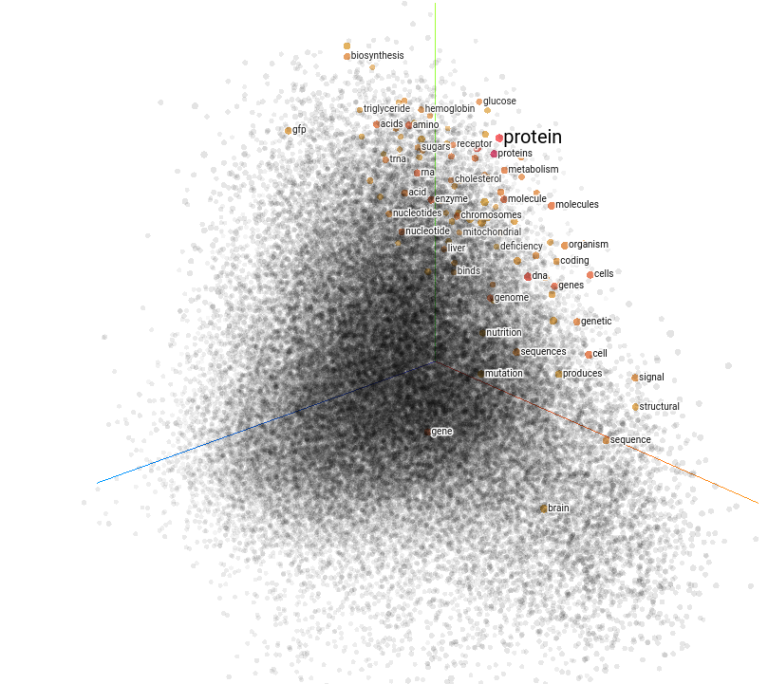 biosynthesis
glucose
triglyceride
hemoglobin
gfp
acids
amino
protein
sugars
receptor
proteins
trna
rna
metabolism
cholesterol
acid
enzyme
molecule
molecules
nucleotides
chromosomes
nucleotide
mitochondrial
liver
deficiency
organism
coding
binds
dna
cells
genes
genome
genetic
nutrition
sequences
cell
mutation
produces
signal
structural
gene
sequence
brain